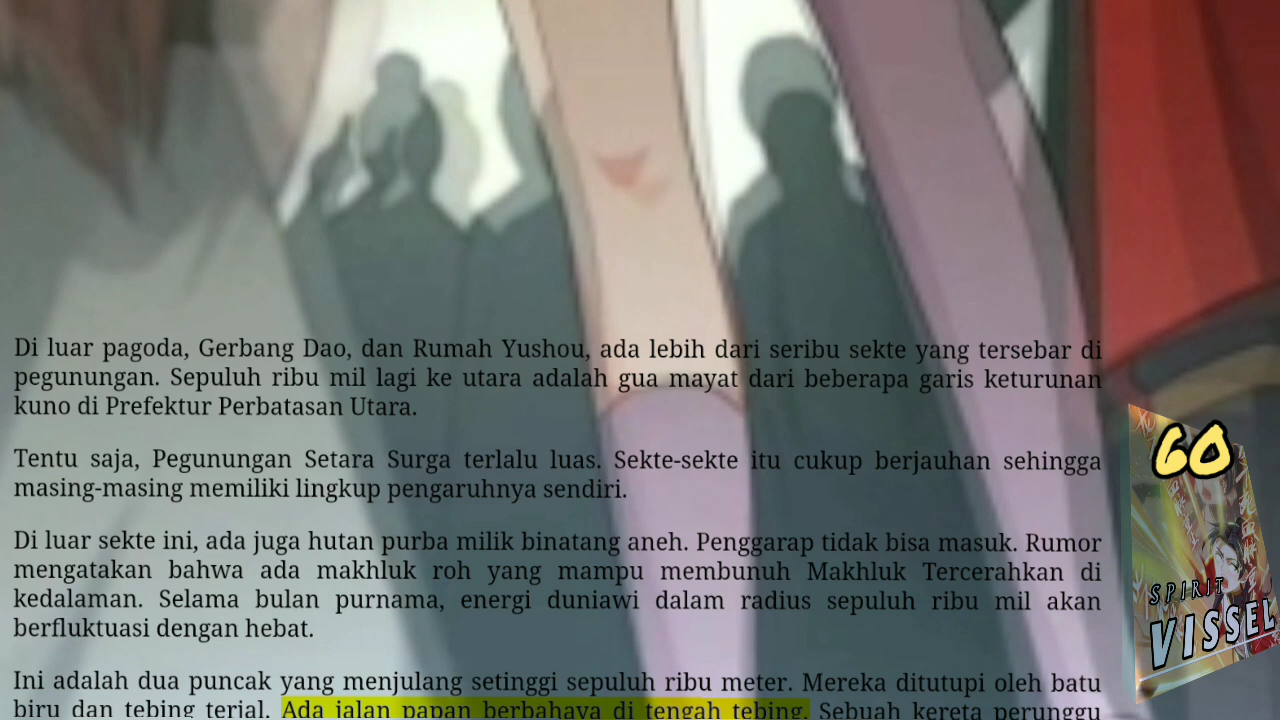 Di luar pagoda, Gerbang Dao, dan Rumah Yushou, ada lebih dari seribu sekte yang tersebar di
pegunungan. Sepuluh ribu mil lagi ke utara adalah gua mayat dari beberapa garis keturunan
kuno di Prefektur Perbatasan Utara.
Tentu saja, Pegunungan Setara Surga terlalu luas. Sekte-sekte itu cukup berjauhan sehingga
masing-masing memiliki lingkup pengaruhnya sendiri.
Di luar sekte ini, ada juga hutan purba milik binatang aneh. Penggarap tidak bisa masuk. Rumor
mengatakan bahwa ada makhluk roh yang mampu membunuh Makhluk Tercerahkan di
kedalaman. Selama bulan purnama, energi duniawi dalam radius sepuluh ribu mil akan
berfluktuasi dengan hebat.
Ini adalah dua puncak yang menjulang setinggi sepuluh ribu meter. Mereka ditutupi oleh batu
biru dan tebing terjal. Ada jalan papan berbahaya di tengah tebing. Sebuah kereta perunggu
60
SPIRIT
VISSEL